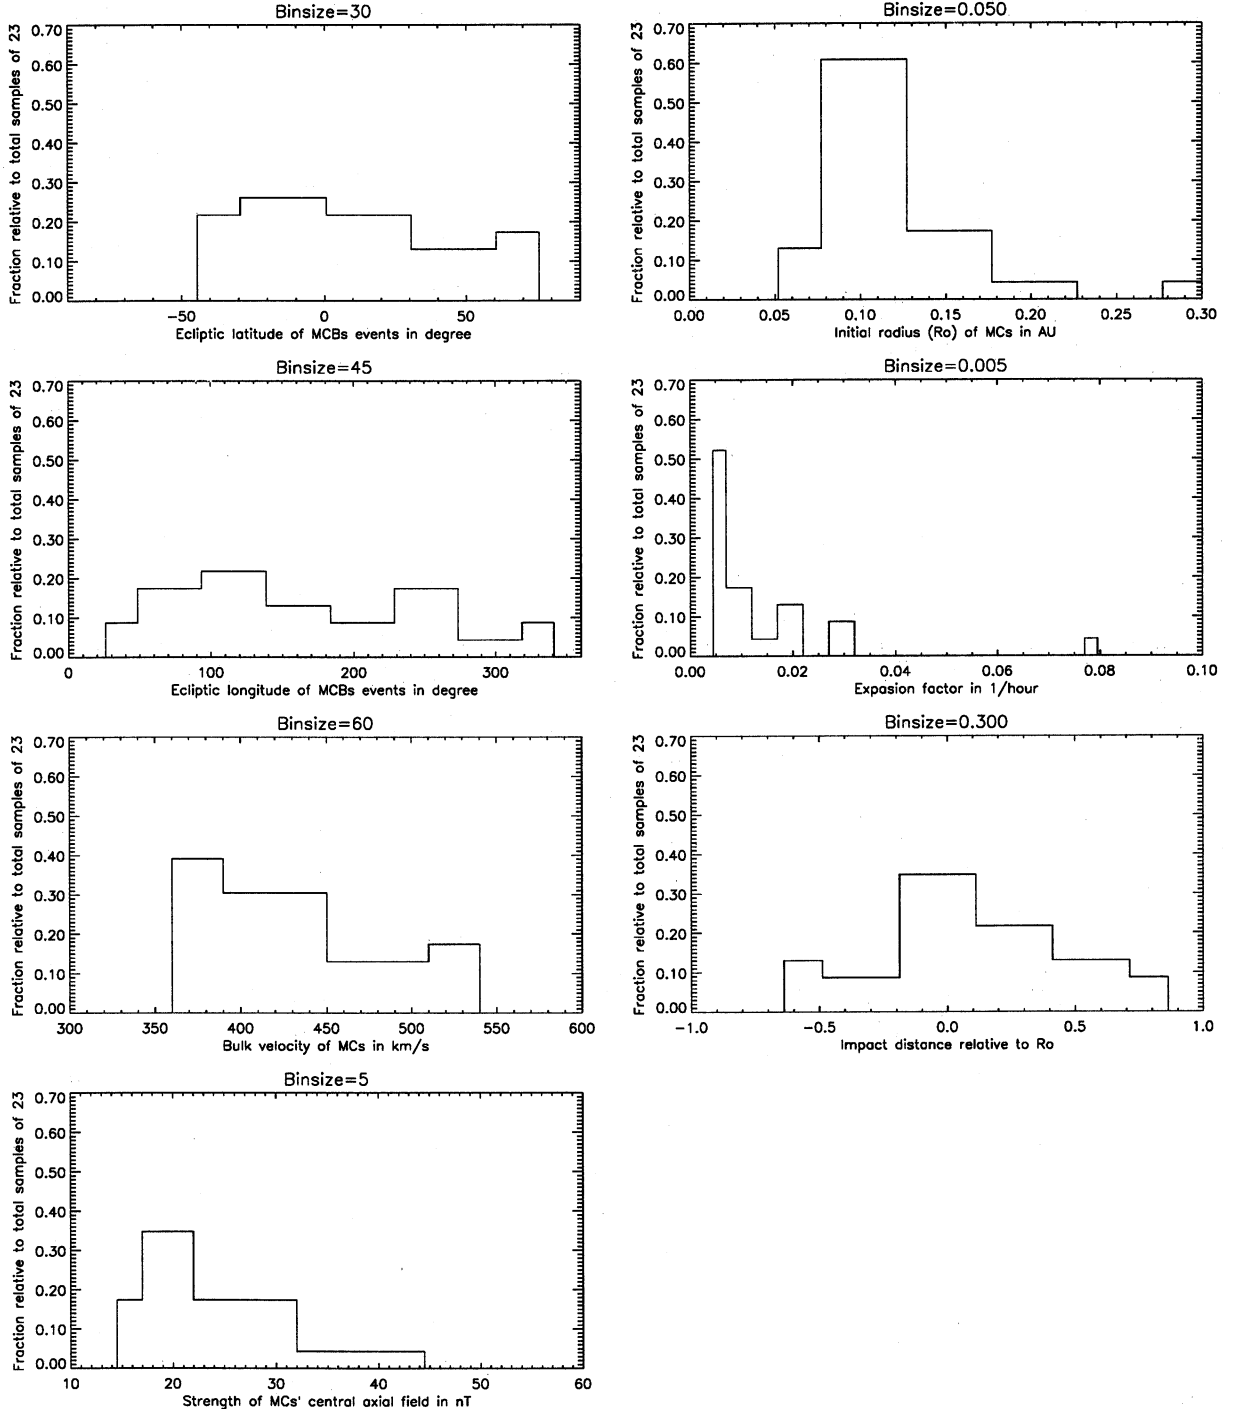 Binsize=30
Fraction relative to total samples of 23
0.70
0.60
0.50
0.40
0.30
0.20
0.10
0.00
−50 0 50
Ecliptic latitude of MCBs events in degree
Binsize=0.050
Fraction relative to total samples of 23
0.70
0.60
0.50
0.40
0.30
0.20
0.10
0.00
0.00 0.05 0.10 0.15 0.20 0.25 0.30
Initial radius (Ro) of MCs in AU
Binsize=45
Fraction relative to total samples of 23
0.70
0.60
0.50
0.40
0.30
0.20
0.10
0.00
0 100 200 300
Ecliptic longitude of MCBs events in degree
Binsize=0.005
Fraction relative to total samples of 23
0.70
0.60
0.50
0.40
0.30
0.20
0.10
0.00
0.00 0.02 0.04 0.06 0.08 0.10
Expasion factor in 1/hour
Binsize=60
Fraction relative to total samples of 23
0.70
0.60
0.50
0.40
0.30
0.20
0.10
0.00
300 350 400 450 500 550 600
Bulk velocity of MCs in km/s
Binsize=0.300
Fraction relative to total samples of 23
0.70
0.60
0.50
0.40
0.30
0.20
0.10
0.00
−1.0 −0.5 0.0 0.5 1.0
Impact distance relative to Ro
Binsize=5
Fraction relative to total samples of 23
0.70
0.60
0.50
0.40
0.30
0.20
0.10
0.00
10 20 30 40 50 60
Strength of MCs' central axial field in nT